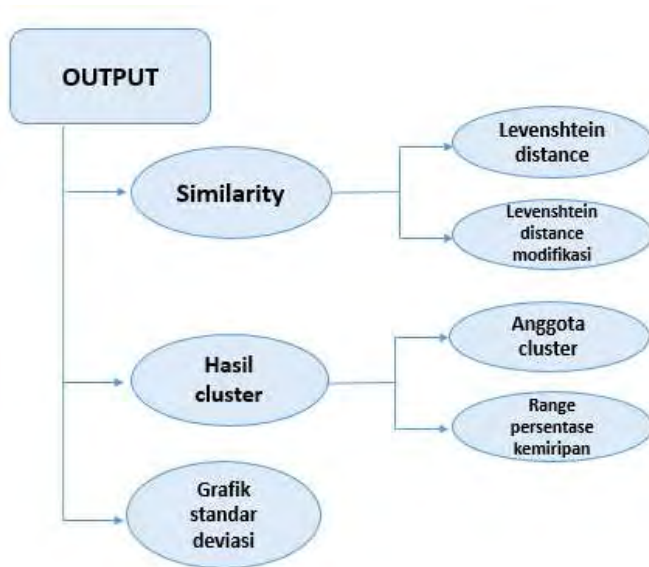 OUTPUT
Similarity
Levenshtein
distance
Levenshtein
distance
modifikasi
Hasil
cluster
Anggota
cluster
Range
persentase
kemiripan
Grafik
standar
deviasi